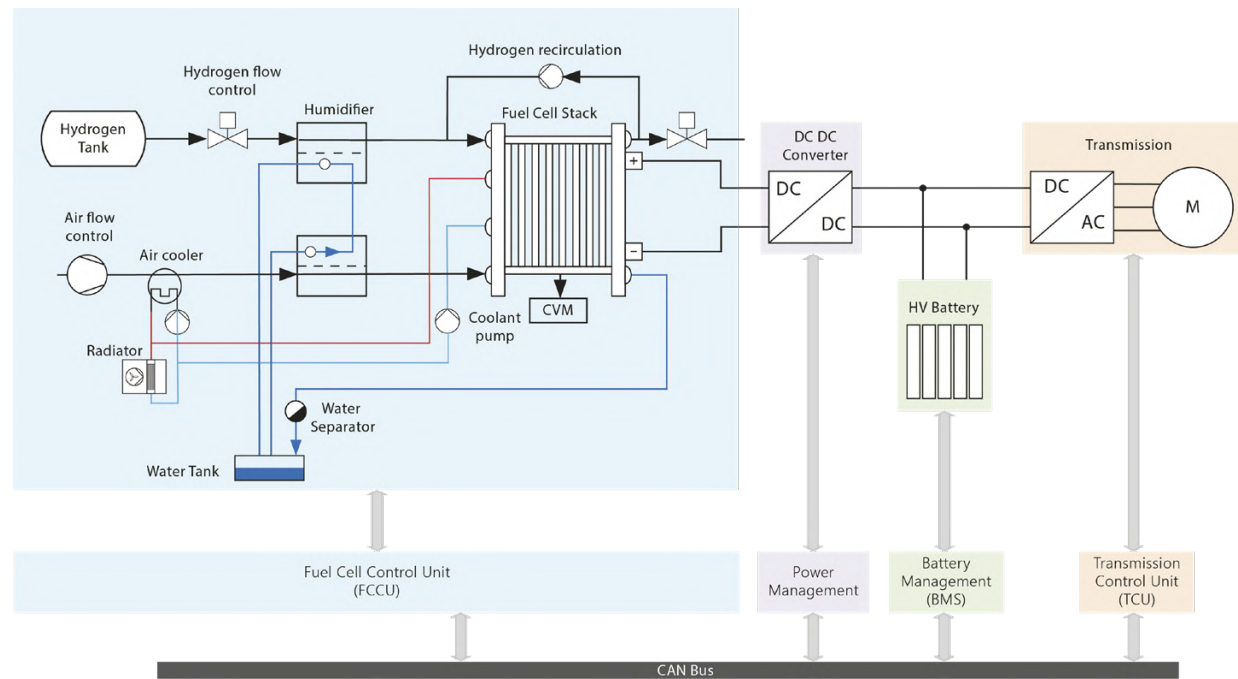 Hydrogen recirculation
Hydrogen flow
control
Humidifier
Fuel Cell Stack
Hydrogen
Tank
DC DC
Converter
Transmission
+
DC
DC
DC
AC
M
Air flow
control
Air cooler
−
CVM
Coolant
pump
HV Battery
Radiator
Water
Separator
Water Tank
Fuel Cell Control Unit
(FCCU)
Power
Management
Battery
Management
(BMS)
Transmission
Control Unit
(TCU)
CAN Bus